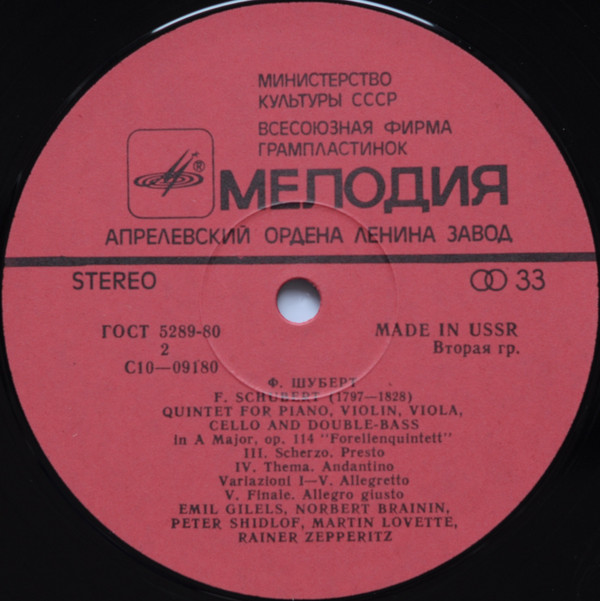 МИНИСТЕРСТВО
КУЛЬТУРЫ СССР
ВСЕСОЮЗНАЯ ФИРМА
ГРАМПЛАСТИНОК
®
МЕЛОДИЯ
АПРЕЛЕВСКИЙ ОРДЕНА ЛЕНИНА ЗАВОД
STEREO
33
ГОСТ 5289-80
MADE IN USSR
2
Вторая гр.
С10—09180
Ф. ШУБЕРТ
F. SCHUBERT (1797—1828)
QUINTET FOR PIANO, VIOLIN, VIOLA,
CELLO AND DOUBLE-BASS
in A Major, op. 114 "Forellenquintett"
III. Scherzo. Presto
IV. Thema. Andantino
Variazioni I—V. Allegretto
V. Finale. Allegro giusto
EMIL GILELS, NORBERT BRAININ,
PETER SHIDLOF, MARTIN LOVETTE,
RAINER ZEPPERITZ